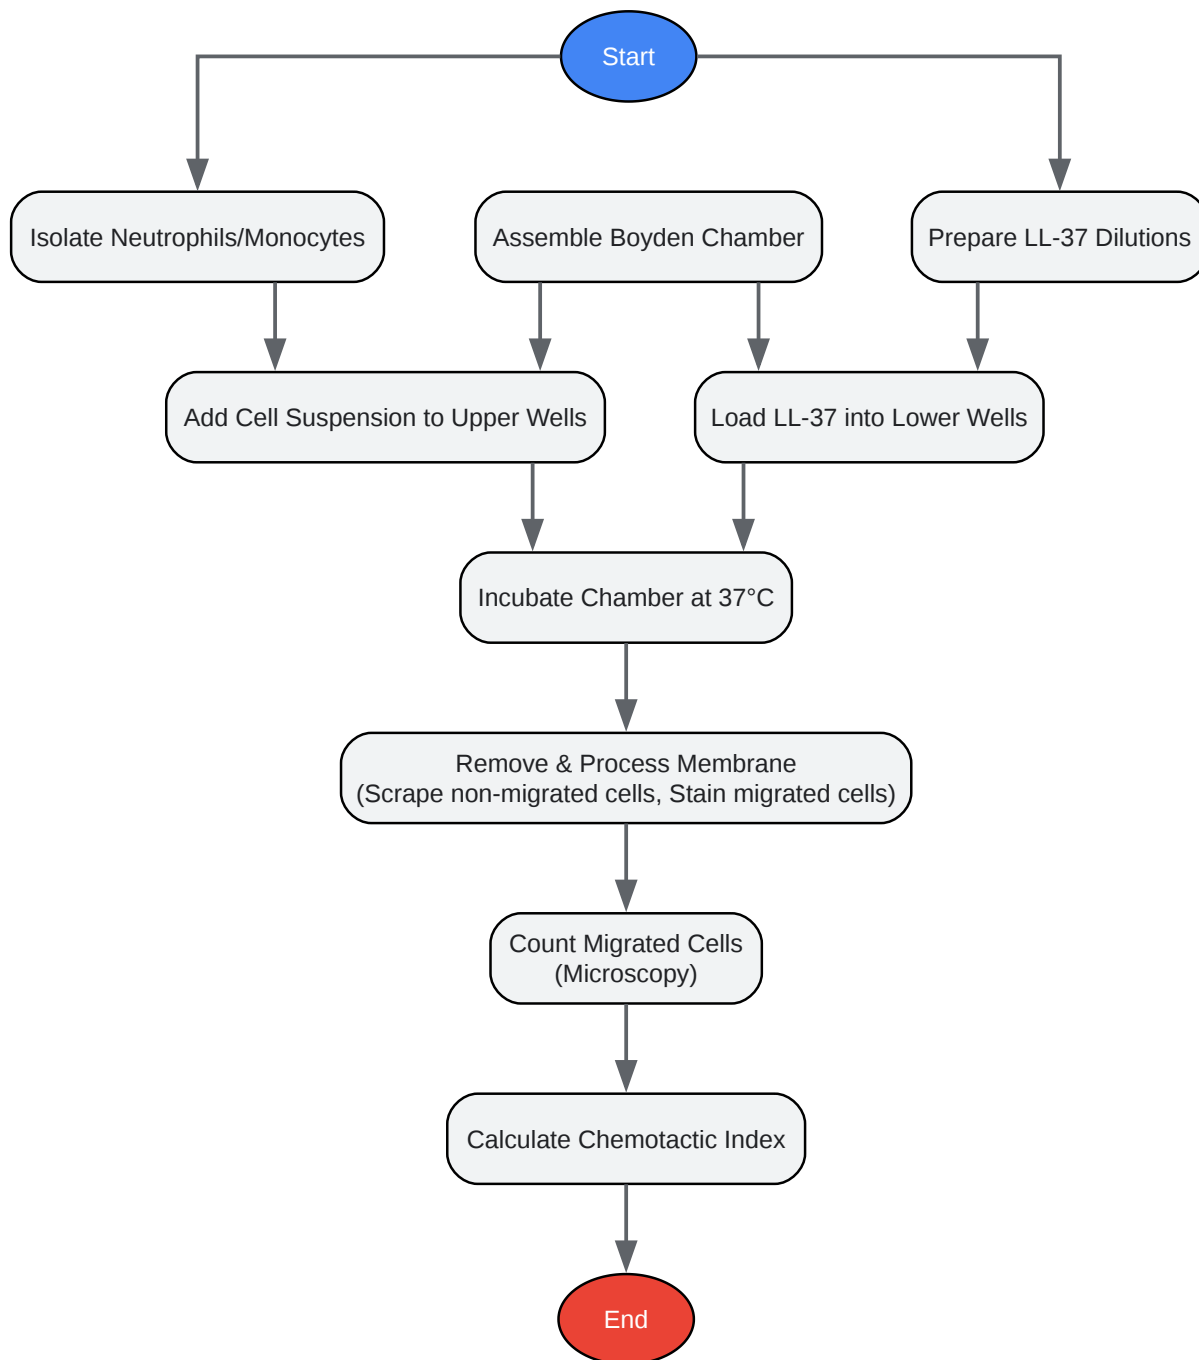 Start
Isolate Neutrophils/Monocytes
Assemble Boyden Chamber
Prepare LL-37 Dilutions
Add Cell Suspension to Upper Wells
Load LL-37 into Lower Wells
Incubate Chamber at 37°C
Remove & Process Membrane
(Scrape non-migrated cells, Stain migrated cells)
Count Migrated Cells
(Microscopy)
Calculate Chemotactic Index
End